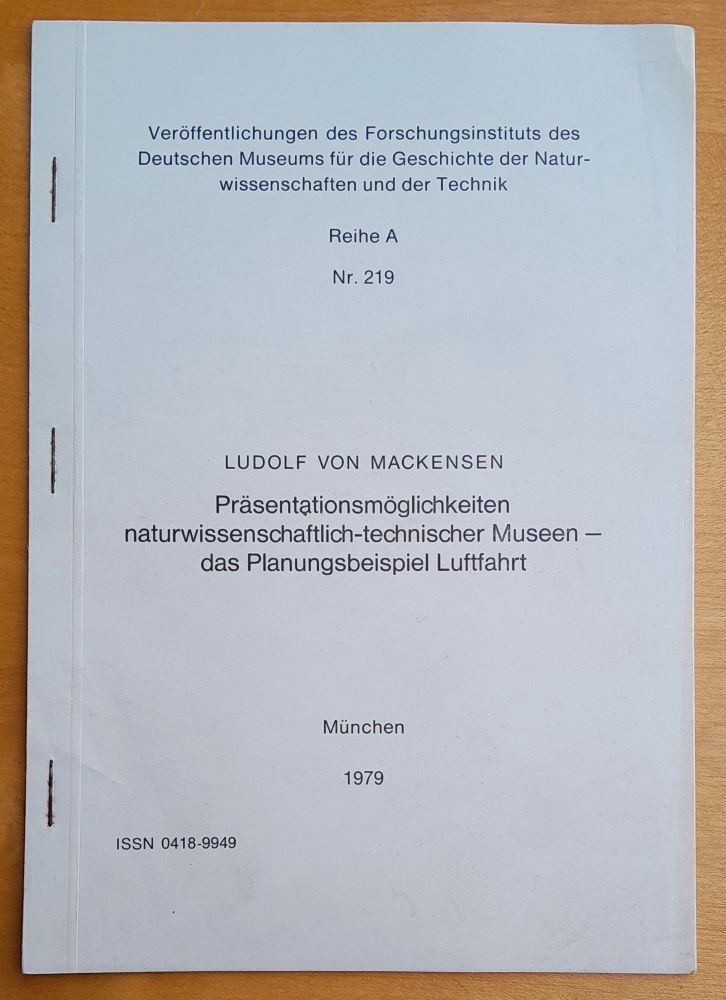 Veröffentlichungen des Forschungsinstituts des
Deutschen Museums für die Geschichte der Natur-
wissenschaften und der Technik
Reihe A
Nr. 219
LUDOLF VON MACKENSEN
Präsentationsmöglichkeiten
naturwissenschaftlich-technischer Museen —
das Planungsbeispiel Luftfahrt
München
1979
ISSN 0418-9949